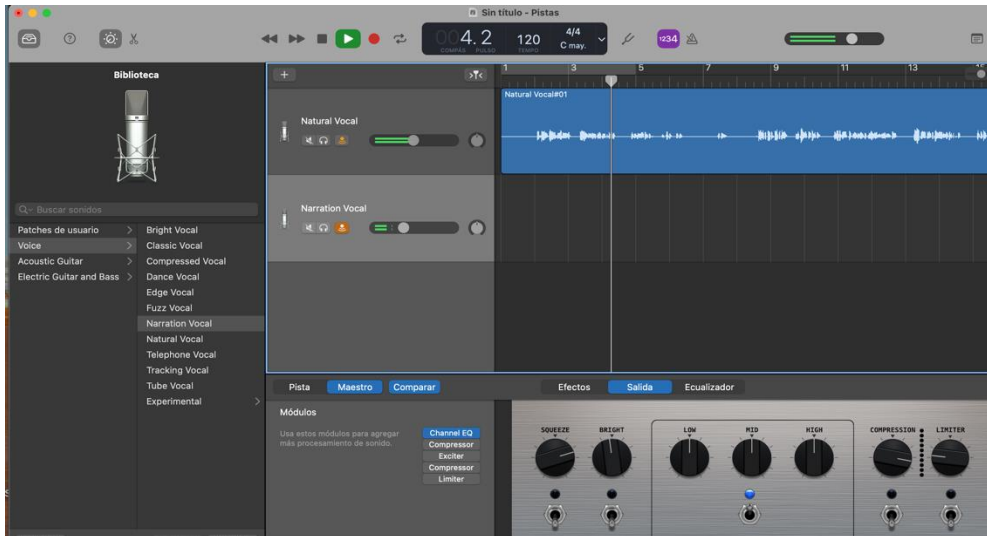 Sin título - Pistas
004.2
COMPÁS PULSO
120
TEMPO
4/4
C may.
1234
Biblioteca
Buscar sonidos
Patches de usuario
Voice
Acoustic Guitar
Electric Guitar and Bass
Bright Vocal
Classic Vocal
Compressed Vocal
Dance Vocal
Edge Vocal
Fuzz Vocal
Narration Vocal
Natural Vocal
Telephone Vocal
Tracking Vocal
Tube Vocal
Experimental
1 3 5 7 9 11 13
Natural Vocal
Natural Vocal#01
Narration Vocal
Pista Maestro Comparar
Efectos Salida Ecualizador
Módulos
Usa estos módulos para agregar
más procesamiento de sonido.
Channel EQ
Compressor
Exciter
Compressor
Limiter
SQUEEZE BRIGHT LOW MID HIGH COMPRESSION LIMITER